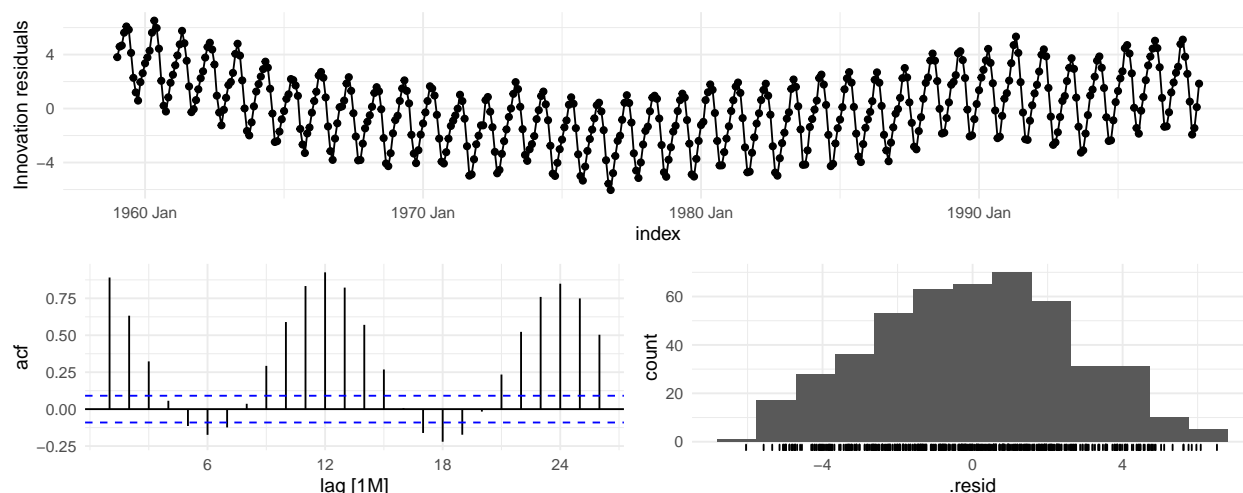 Innovation residuals
4
0
−4
1960 Jan
1970 Jan
1980 Jan
1990 Jan
index
acf
0.75
0.50
0.25
0.00
−0.25
6
12
18
24
lag [1M]
count
60
40
20
0
−4
0
4
.resid